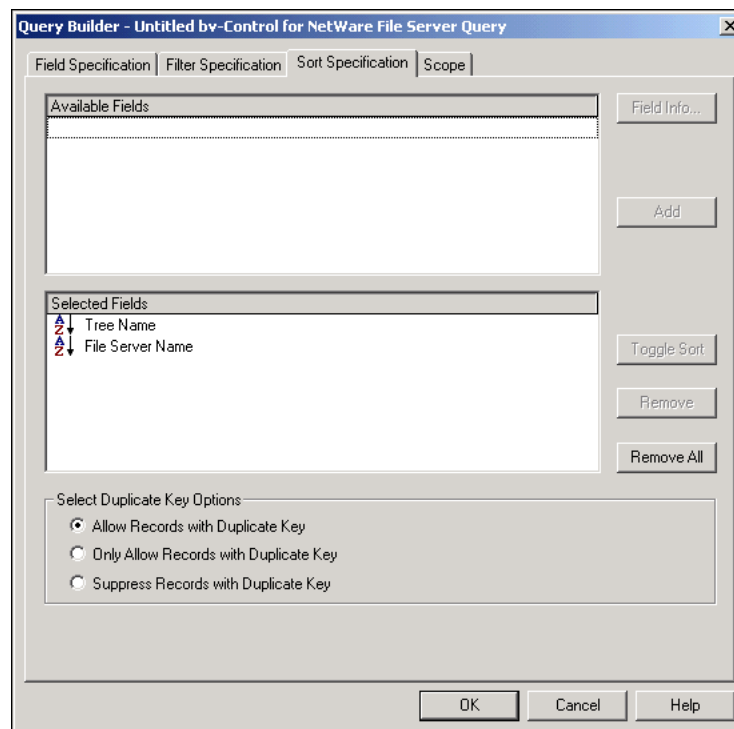 Query Builder - Untitled bv-Control for NetWare File Server Query
Field Specification
Filter Specification
Sort Specification
Scope
Available Fields
Field Info...
Add
Selected Fields
Tree Name
File Server Name
Toggle Sort
Remove
Remove All
Select Duplicate Key Options
Allow Records with Duplicate Key
Only Allow Records with Duplicate Key
Suppress Records with Duplicate Key
OK
Cancel
Help